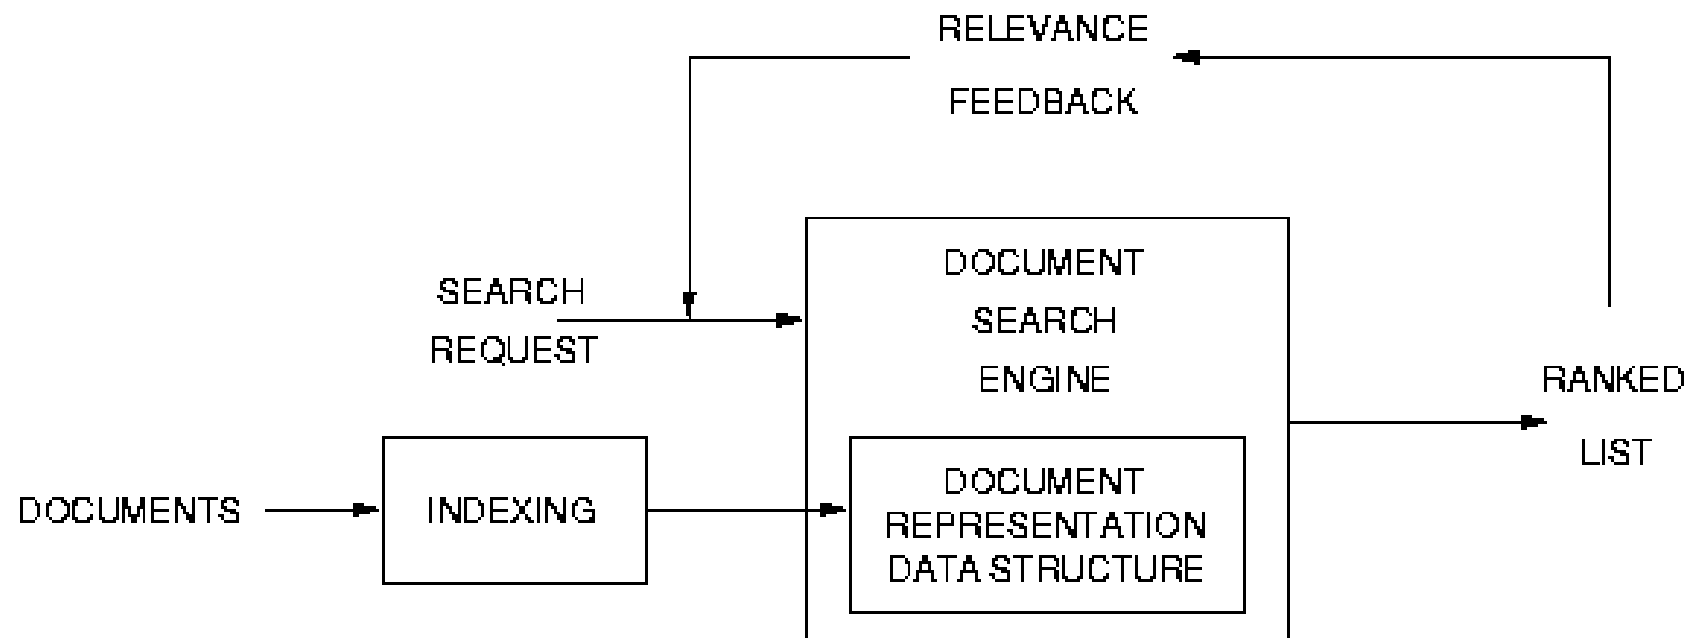 RELEVANCE
FEEDBACK
SEARCH
REQUEST
DOCUMENT
SEARCH
ENGINE
RANKED
LIST
DOCUMENTS
INDEXING
DOCUMENT
REPRESENTATION
DATA STRUCTURE